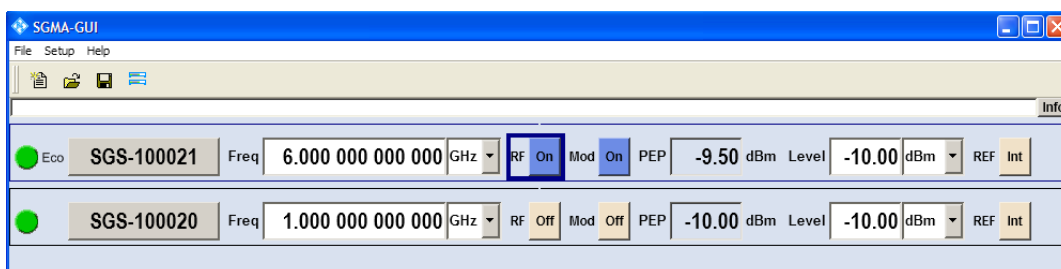 SGMA-GUI
File Setup Help
Info
Eco SGS-100021 Freq 6.000 000 000 000 GHz RF On Mod On PEP -9.50 dBm Level -10.00 dBm REF Int
SGS-100020 Freq 1.000 000 000 000 GHz RF Off Mod Off PEP -10.00 dBm Level -10.00 dBm REF Int